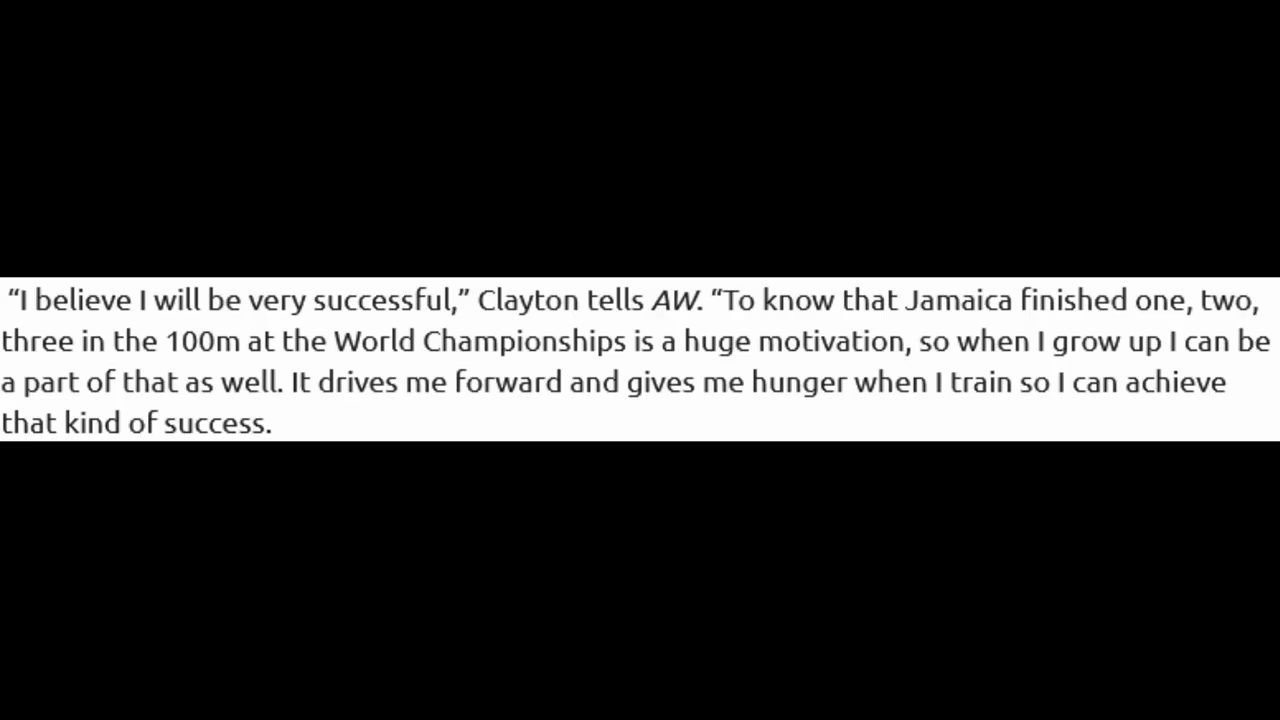 “I believe I will be very successful,” Clayton tells AW. “To know that Jamaica finished one, two,
three in the 100m at the World Championships is a huge motivation, so when I grow up I can be
a part of that as well. It drives me forward and gives me hunger when I train so I can achieve
that kind of success.